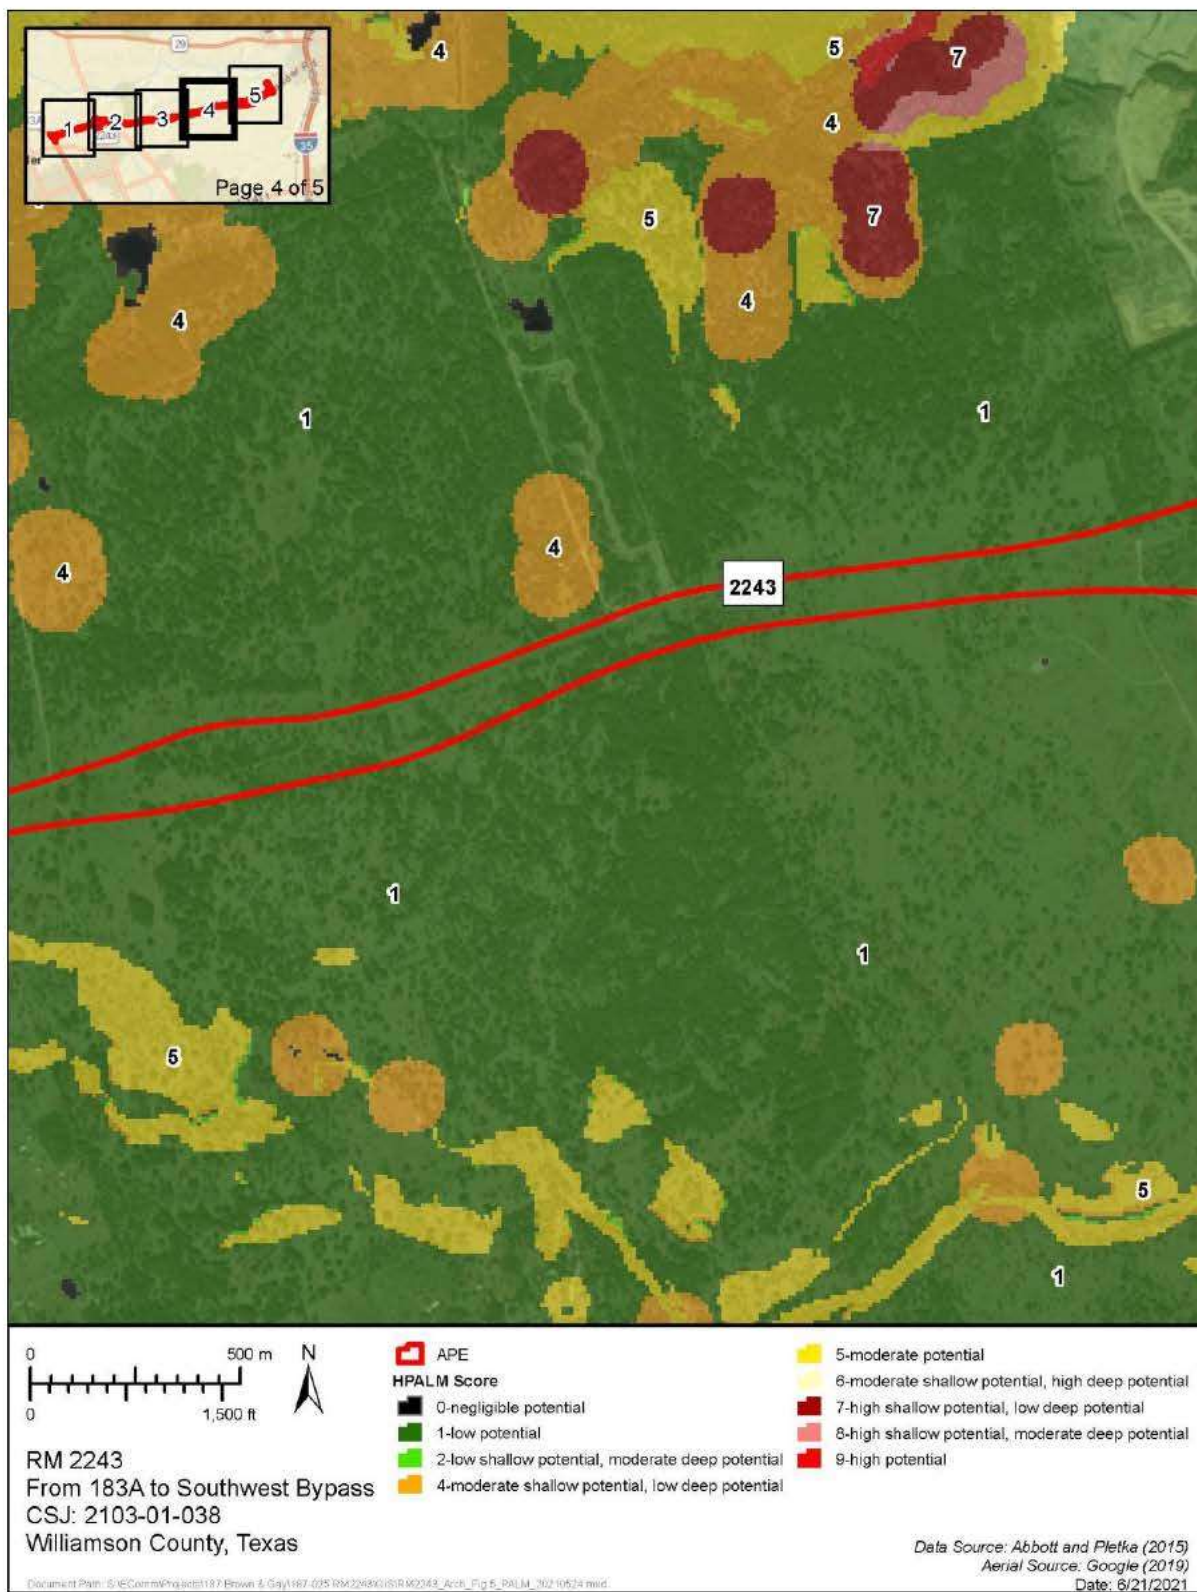 29
1
2
3
4
5
2243
35
Page 4 of 5
4
5
7
4
5
7
4
4
1
1
4
4
2243
1
1
5
5
1
0 500 m
0 1,500 ft
N
RM 2243
From 183A to Southwest Bypass
CSJ: 2103-01-038
Williamson County, Texas
APE
HPALM Score
0-negligible potential
1-low potential
2-low shallow potential, moderate deep potential
4-moderate shallow potential, low deep potential
5-moderate potential
6-moderate shallow potential, high deep potential
7-high shallow potential, low deep potential
8-high shallow potential, moderate deep potential
9-high potential
Data Source: Abbott and Pletka (2015)
Aerial Source: Google (2019)
Date: 6/21/2021